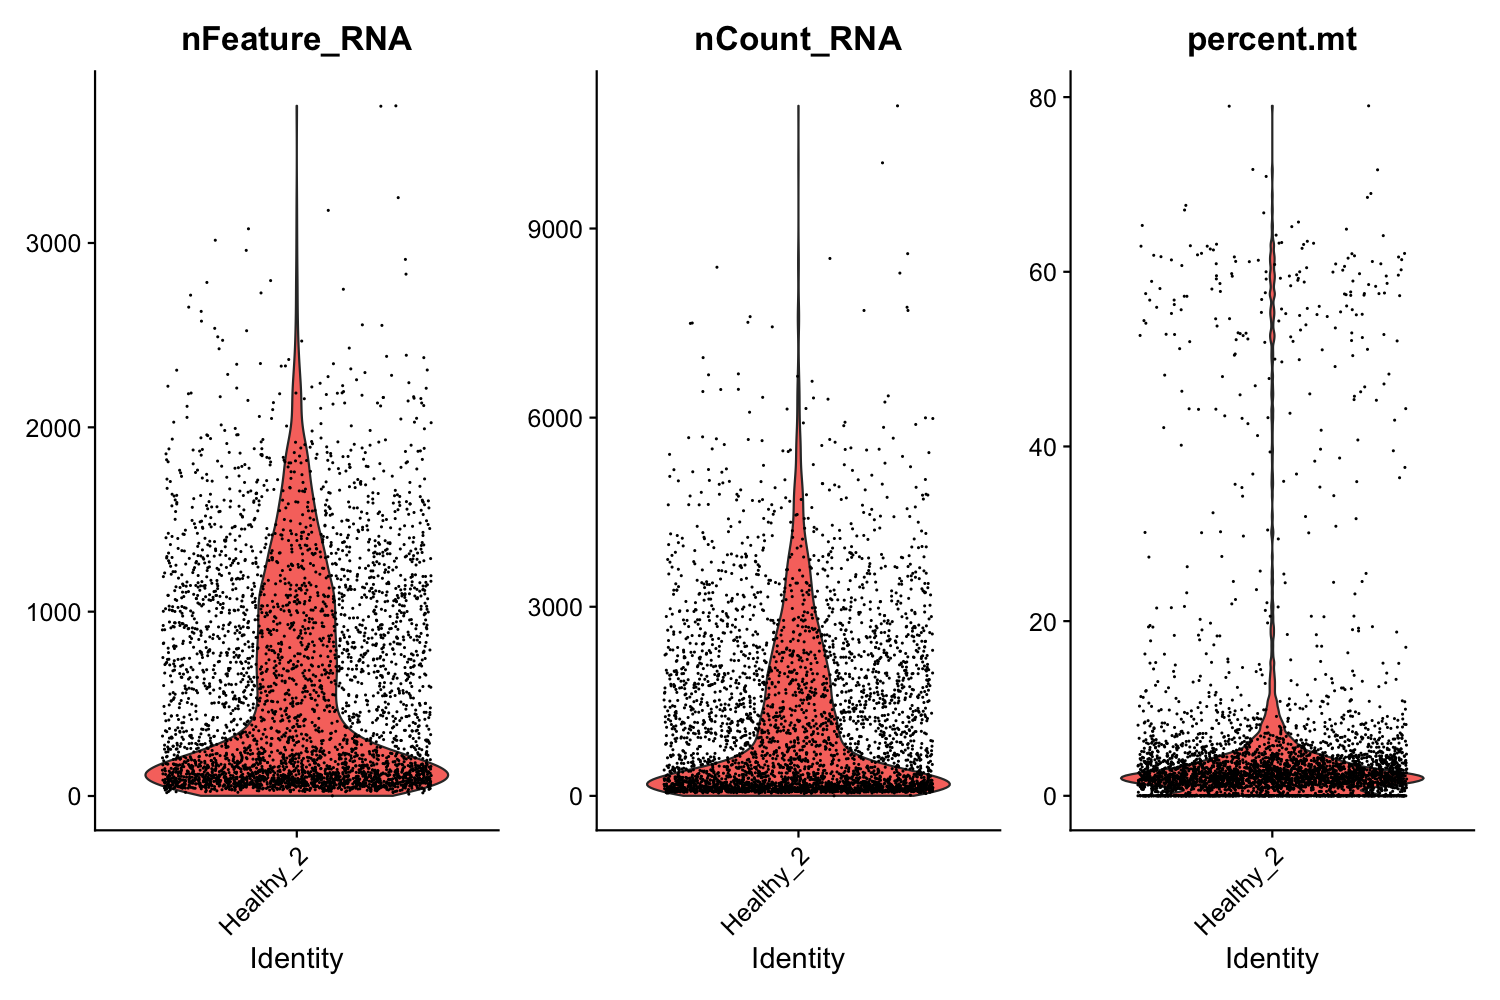 nFeature_RNA
3000
2000
1000
0
Healthy_2
Identity
nCount_RNA
9000
6000
3000
0
Healthy_2
Identity
percent.mt
80
60
40
20
0
Healthy_2
Identity